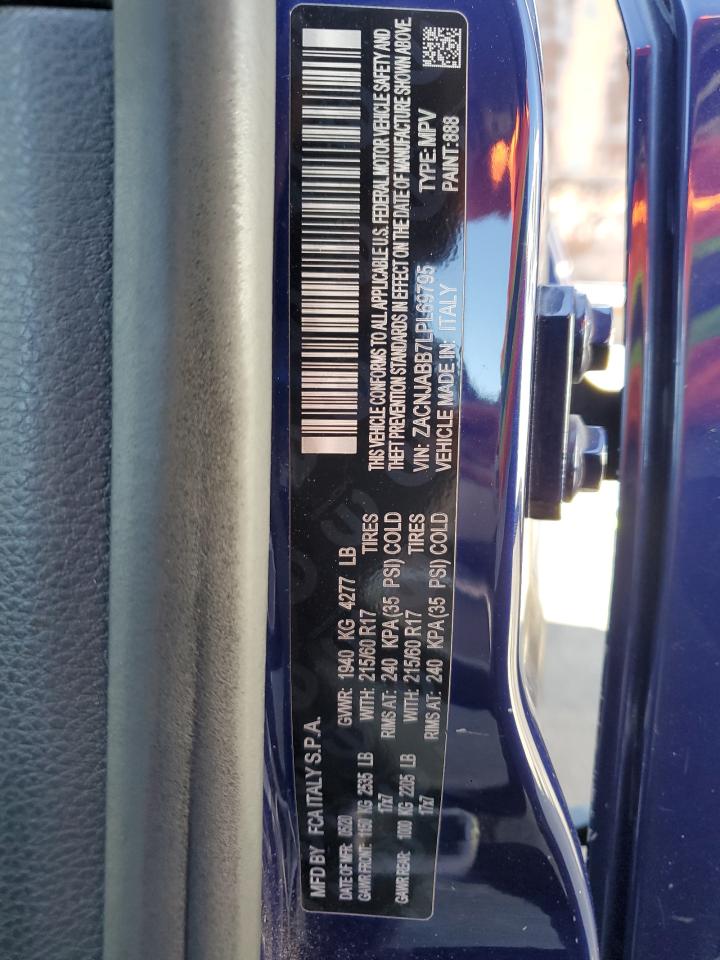 MFD BY FCA ITALY S.P.A.
DATE OF MFR: 05/20 GVWR: 1940 KG 4277 LB
GAWR FRONT: 1150 KG 2535 LB WITH: 215/60 R17 TIRES
17x7 RIMS AT: 240 KPA(35 PSI) COLD
GAWR REAR: 1000 KG 2205 LB WITH: 215/60 R17 TIRES
17x7 RIMS AT: 240 KPA(35 PSI) COLD
THIS VEHICLE CONFORMS TO ALL APPLICABLE U.S. FEDERAL MOTOR VEHICLE SAFETY AND
THEFT PREVENTION STANDARDS IN EFFECT ON THE DATE OF MANUFACTURE SHOWN ABOVE
VIN: ZACNJABB7LPL69795 TYPE: MPV
VEHICLE MADE IN: ITALY PAINT:888